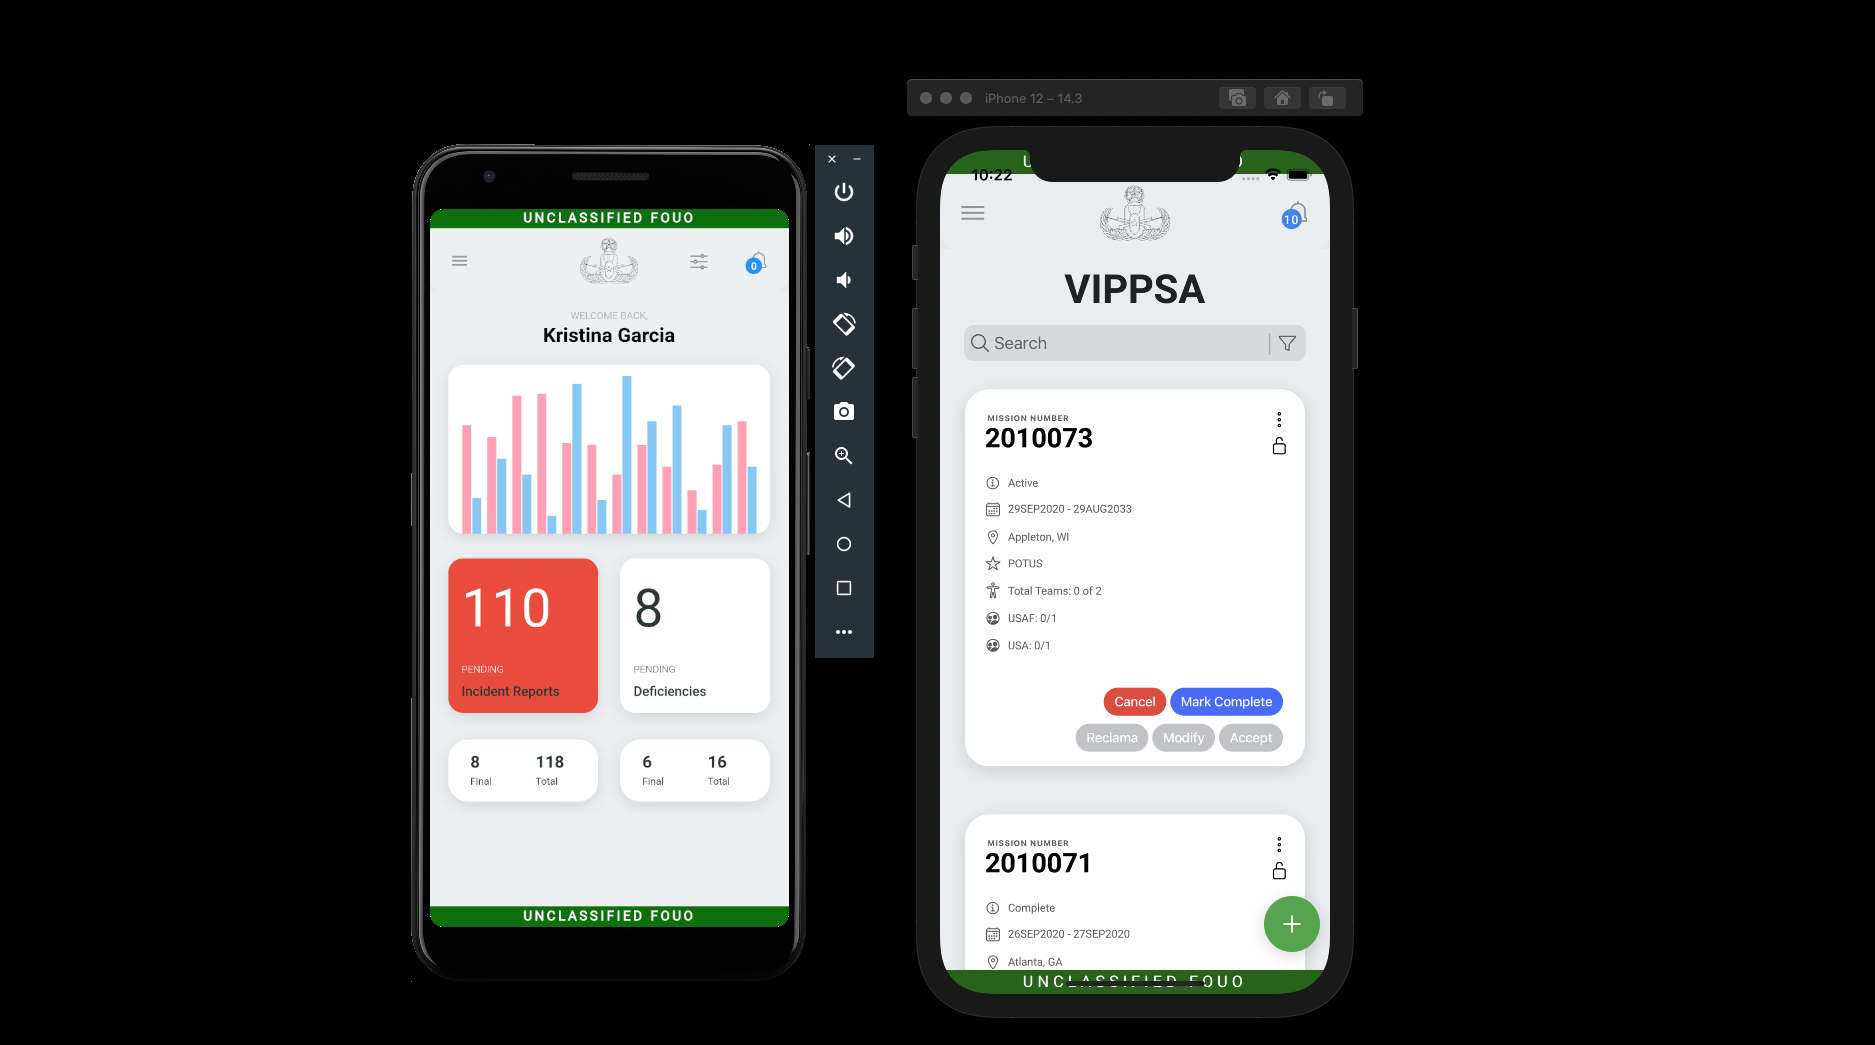 UNCLASSIFIED FOUO
0
WELCOME BACK,
Kristina Garcia
110
PENDING
Incident Reports
8
PENDING
Deficiencies
8
Final
118
Total
6
Final
16
Total
UNCLASSIFIED FOUO
iPhone 12 – 14.3
10:22
10
VIPPSA
Search
MISSION NUMBER
2010073
Active
29SEP2020 - 29AUG2033
Appleton, WI
POTUS
Total Teams: 0 of 2
USAF: 0/1
USA: 0/1
Cancel Mark Complete
Reclama Modify Accept
MISSION NUMBER
2010071
Complete
26SEP2020 - 27SEP2020
Atlanta, GA
UNCLASSIFIED FOUO